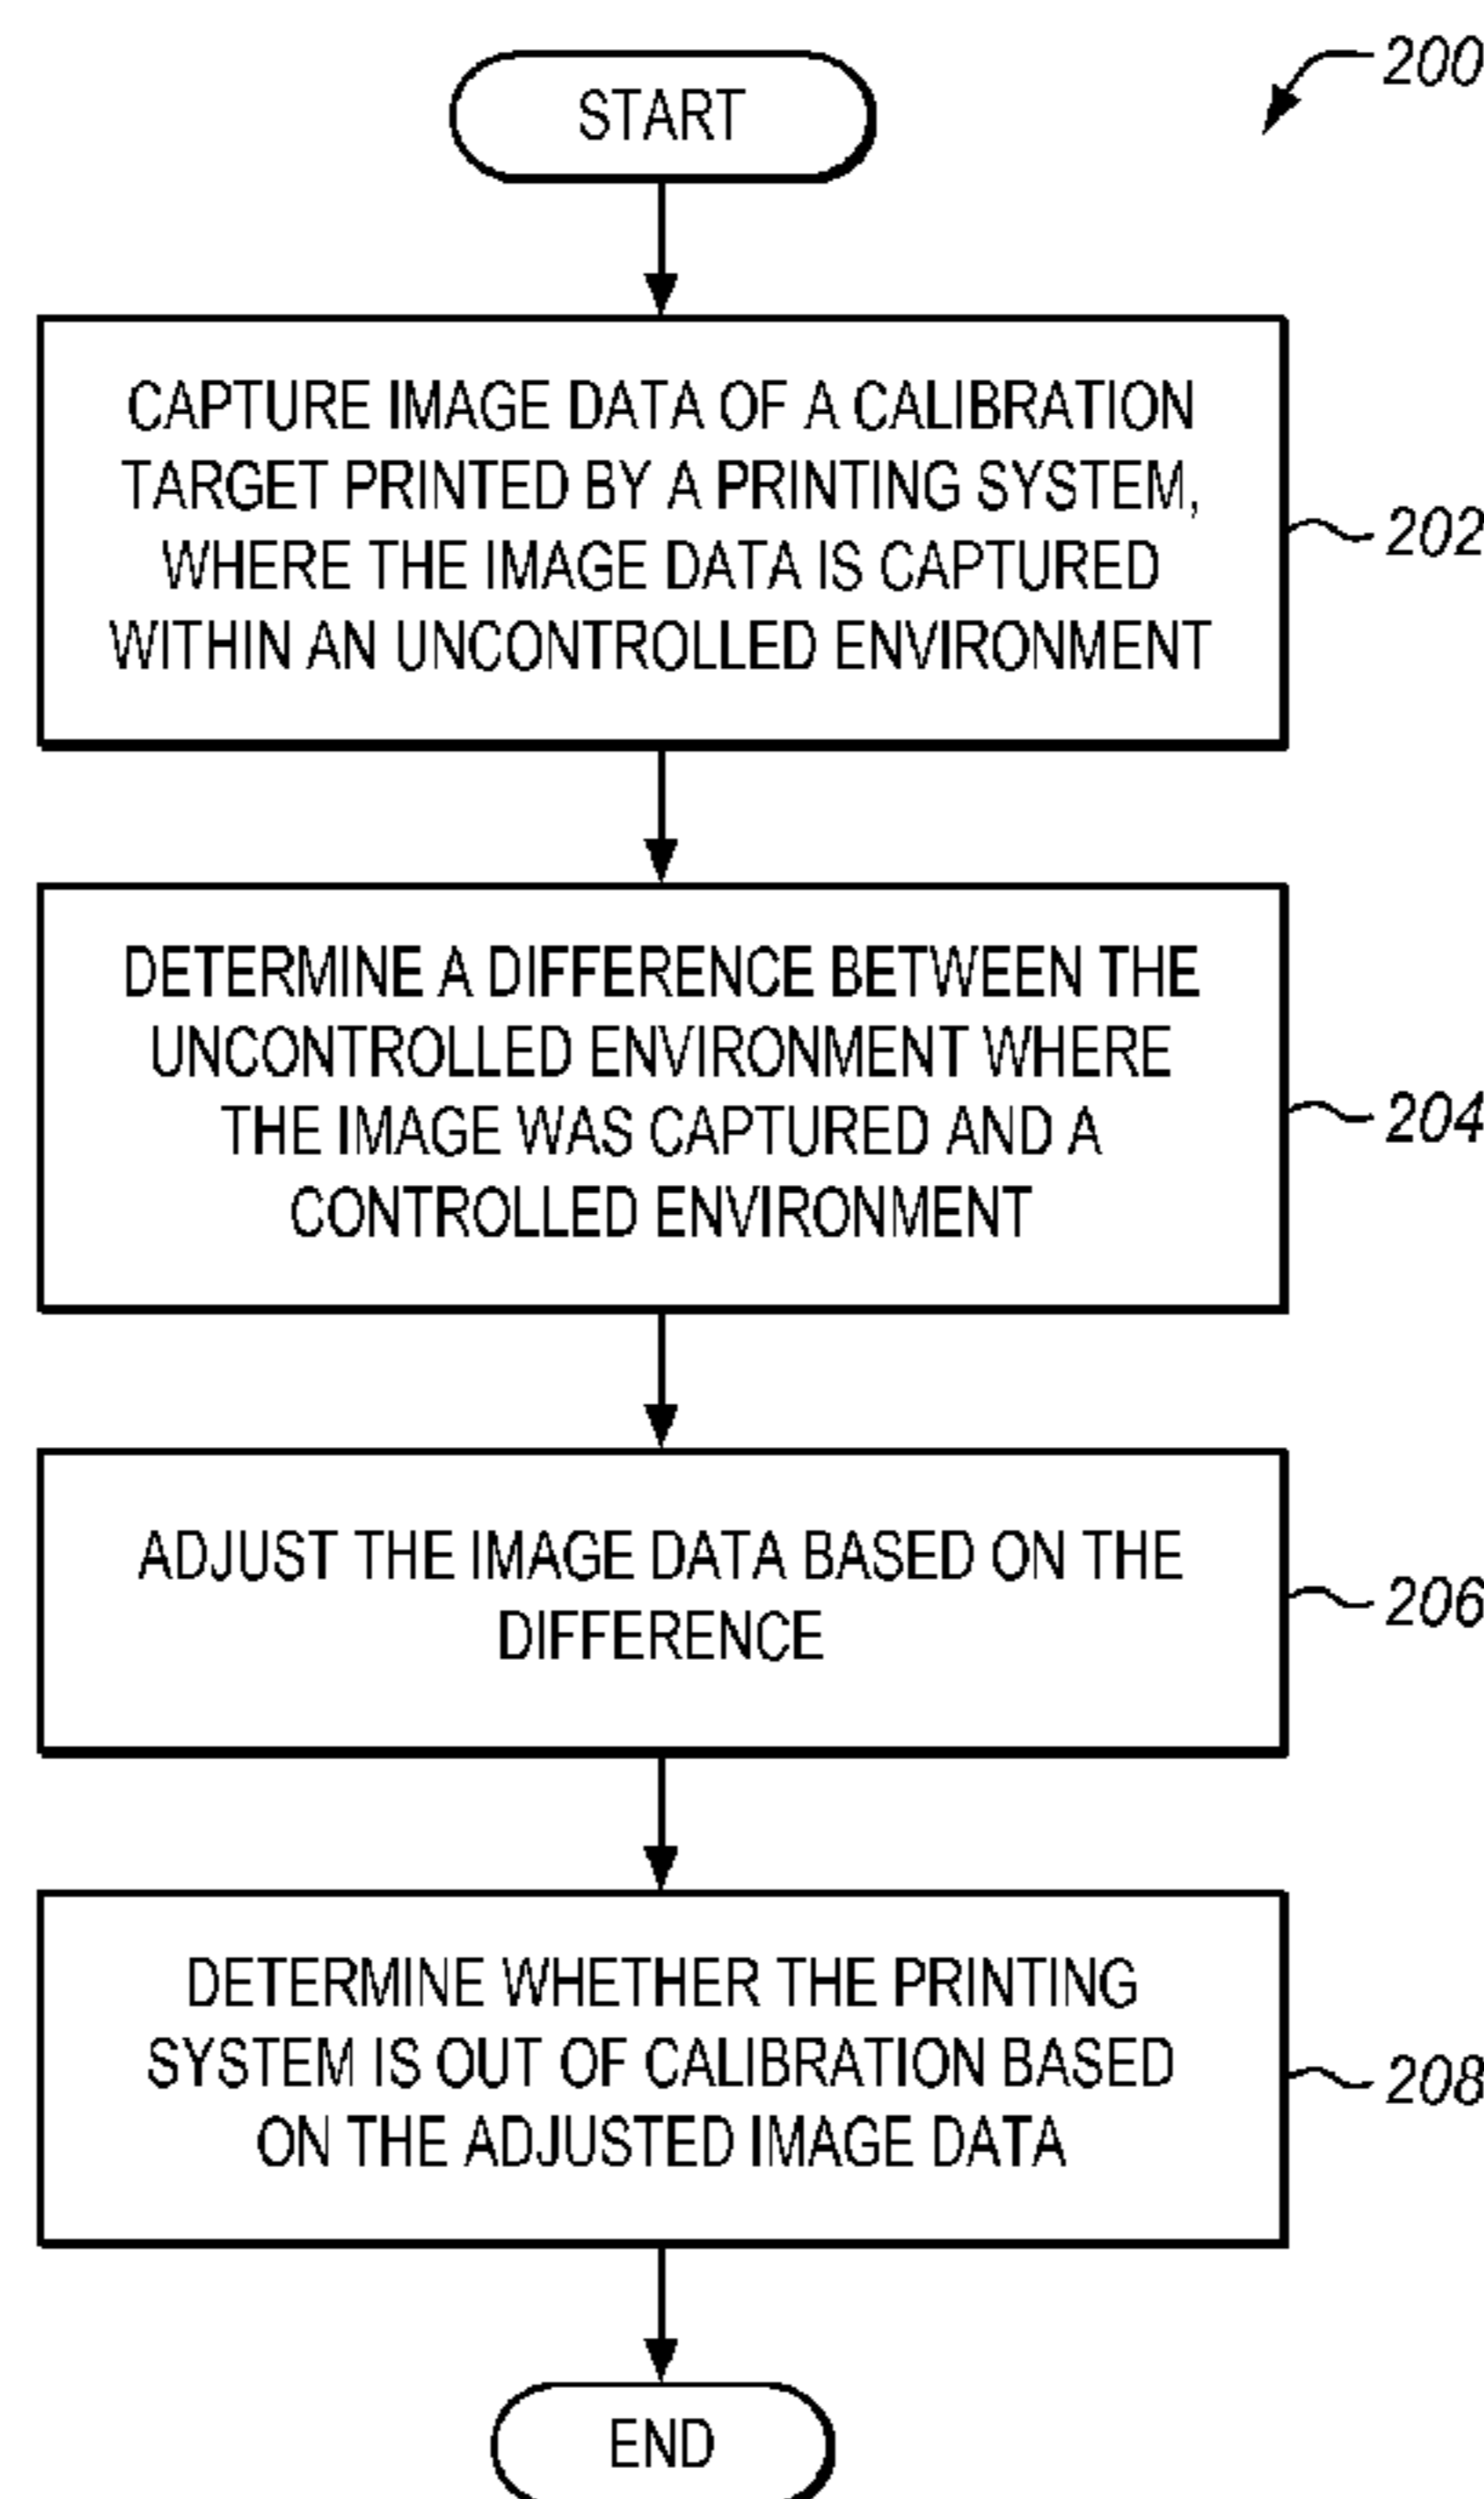 START
200
CAPTURE IMAGE DATA OF A CALIBRATION
TARGET PRINTED BY A PRINTING SYSTEM,
WHERE THE IMAGE DATA IS CAPTURED
WITHIN AN UNCONTROLLED ENVIRONMENT
202
DETERMINE A DIFFERENCE BETWEEN THE
UNCONTROLLED ENVIRONMENT WHERE
THE IMAGE WAS CAPTURED AND A
CONTROLLED ENVIRONMENT
204
ADJUST THE IMAGE DATA BASED ON THE
DIFFERENCE
206
DETERMINE WHETHER THE PRINTING
SYSTEM IS OUT OF CALIBRATION BASED
ON THE ADJUSTED IMAGE DATA
208
END